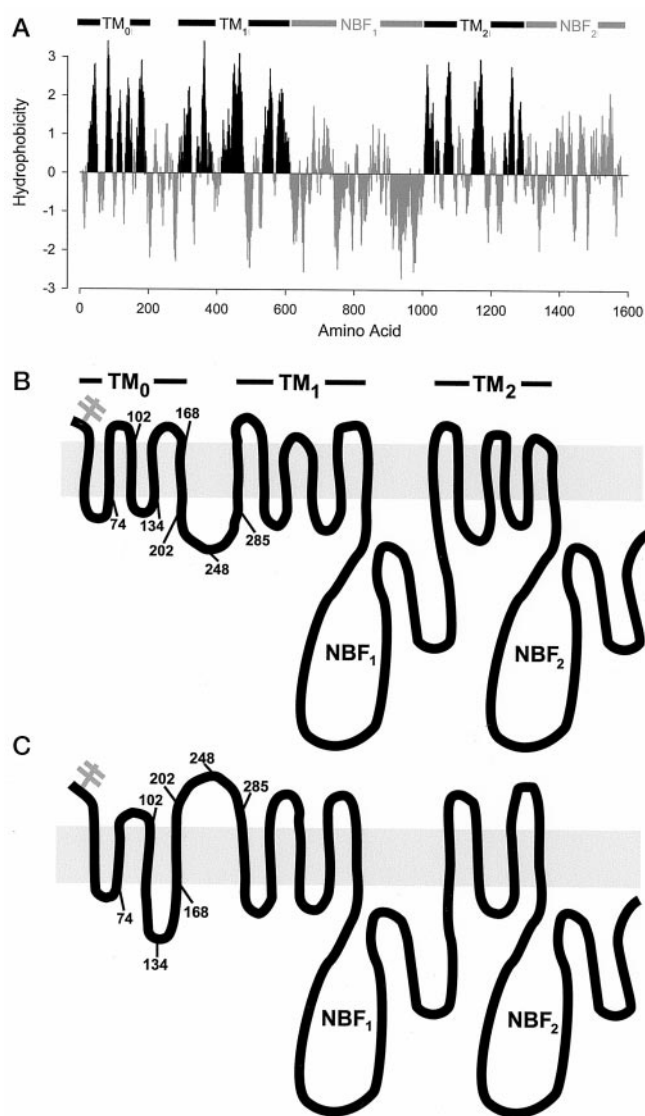 A
TM0 TM1 NBF1 TM2 NBF2
3
2
1
0
-1
-2
-3
Hydrophobicity
0 200 400 600 800 1000 1200 1400 1600
Amino Acid
B
TM0 TM1 TM2
102 168
74 134 285
202 248
NBF1 NBF2
C
248
202 285
102
74 168
134
NBF1 NBF2